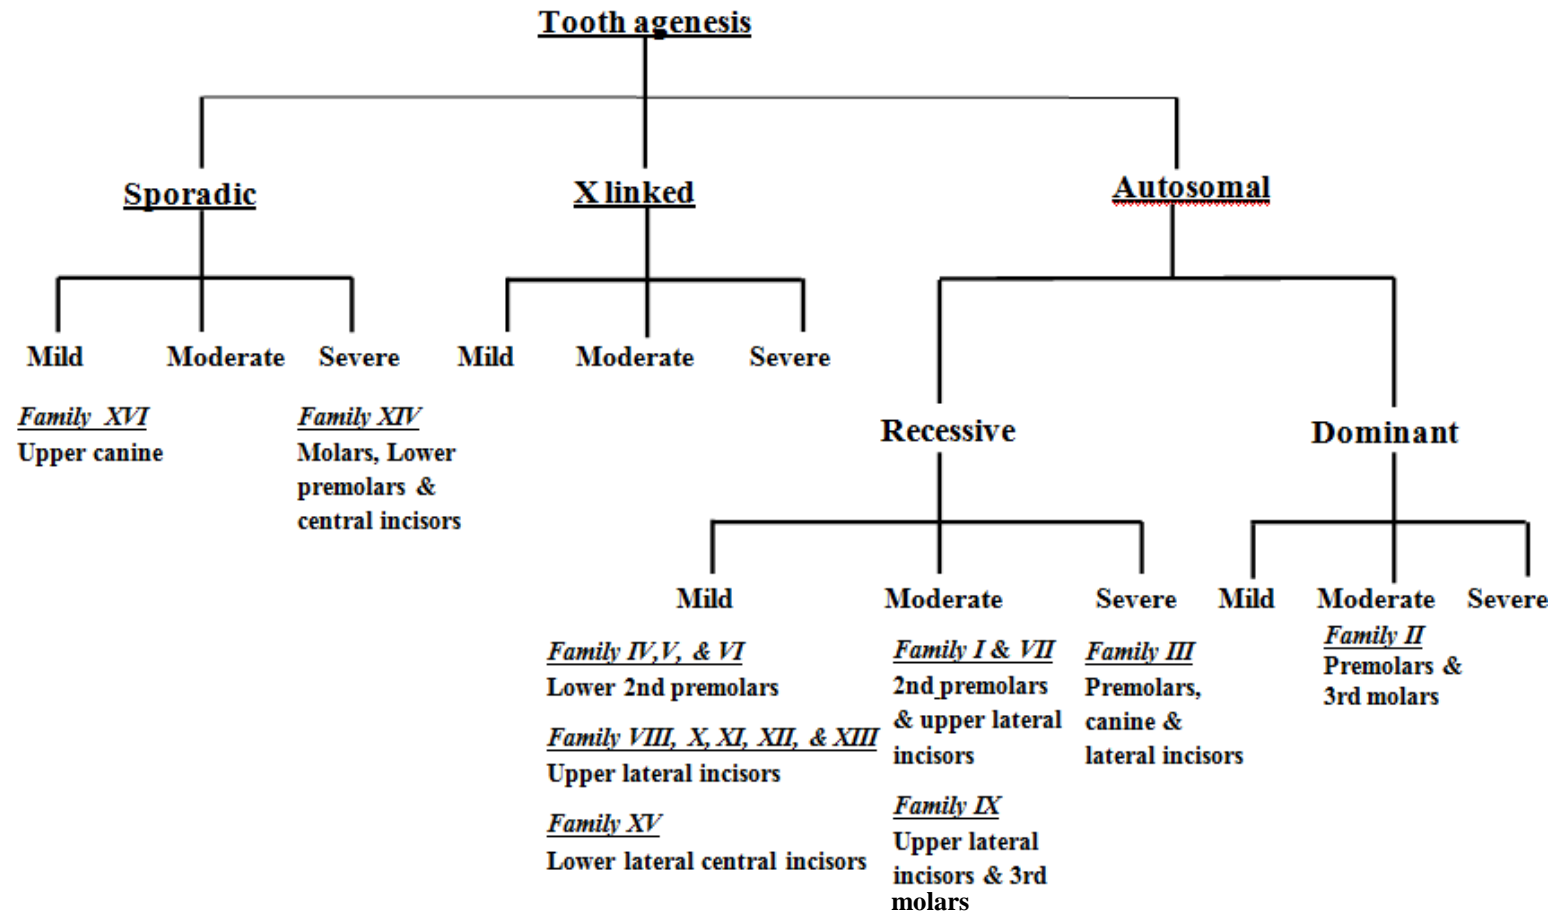 Tooth agenesis
Sporadic
X linked
Autosomal
Mild
Moderate
Severe
Mild
Moderate
Severe
Family XVI
Upper canine
Family XIV
Molars, Lower
premolars &
central incisors
Recessive
Dominant
Mild
Moderate
Severe
Mild
Moderate
Severe
Family IV,V, & VI
Lower 2nd premolars
Family VIII, X, XI, XII, & XIII
Upper lateral incisors
Family XV
Lower lateral central incisors
Family I & VII
2nd premolars
& upper lateral
incisors
Family IX
Upper lateral
incisors & 3rd
molars
Family III
Premolars,
canine &
lateral incisors
Family II
Premolars &
3rd molars